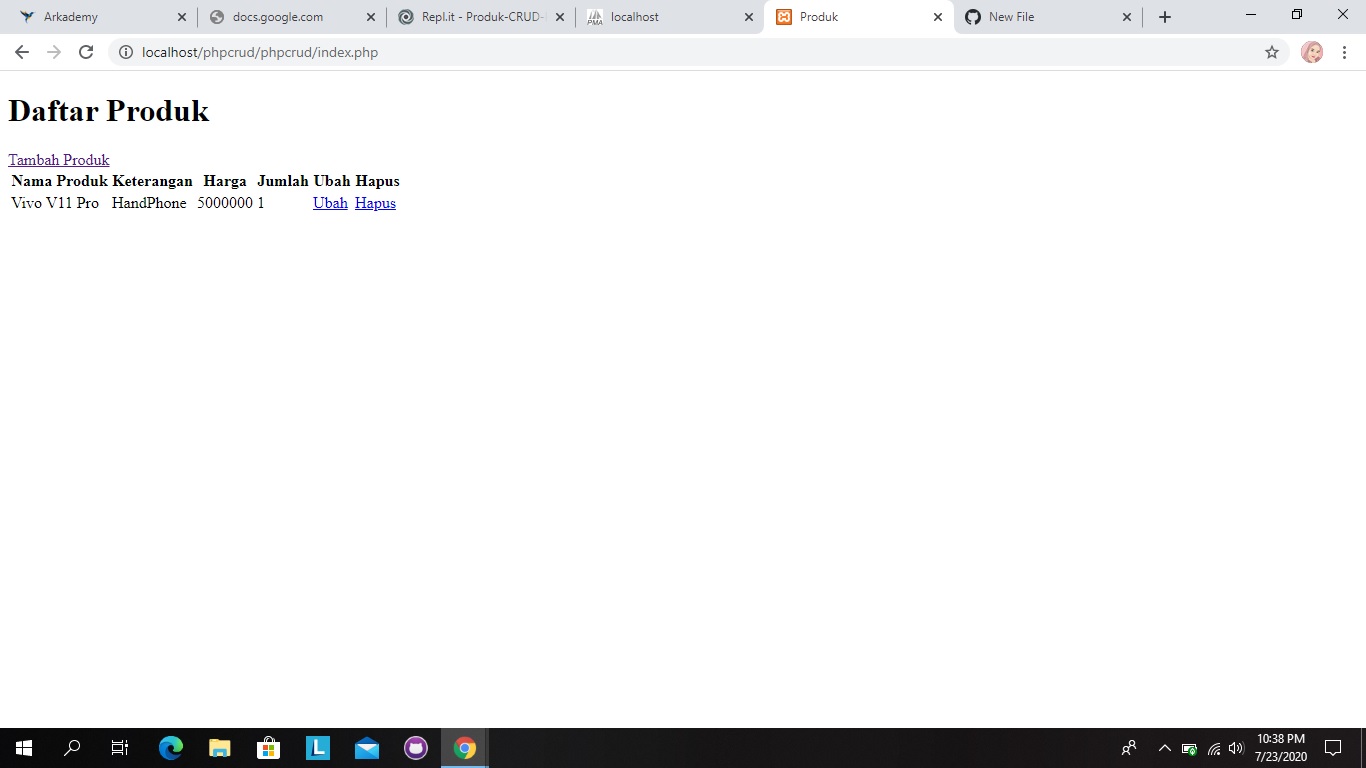 Arkademy docs.google.com Repl.it - Produk-CRUD- localhost Produk New File
localhost/phpcrud/phpcrud/index.php
Daftar Produk
Tambah Produk
Nama Produk Keterangan Harga Jumlah Ubah Hapus
Vivo V11 Pro HandPhone 5000000 1 Ubah Hapus
10:38 PM
7/23/2020